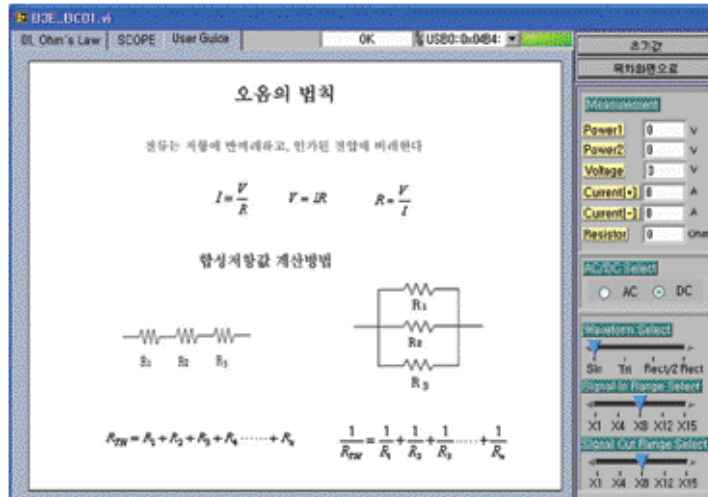 B3E_BC01.vi
01. Ohm's Law SCOPE User Guide OK USB0::0x0B4:
초기값
목차화면으로
오옴의 법칙
전류는 저항에 반비례하고, 인가된 전압에 비례한다
I = V/R V = IR R = V/I
합성저항값 계산방법
R₁ R₂ R₃
R₁
R₂
R₃
R_TH = R₁ + R₂ + R₃ + R₄ ······ + Rₙ
1/R_TH = 1/R₁ + 1/R₂ + 1/R₃ ····· + 1/Rₙ
Measurement
Power1 0 V
Power2 0 V
Voltage 0 V
Current(+) 0 A
Current(-) 0 A
Resistor 0 Ohm
AC/DC Select
AC DC
Waveform Select
Sin Tri Rect/2 Rect
Signal In Range Select
X1 X4 X8 X12 X15
Signal Out Range Select
X1 X4 X8 X12 X15